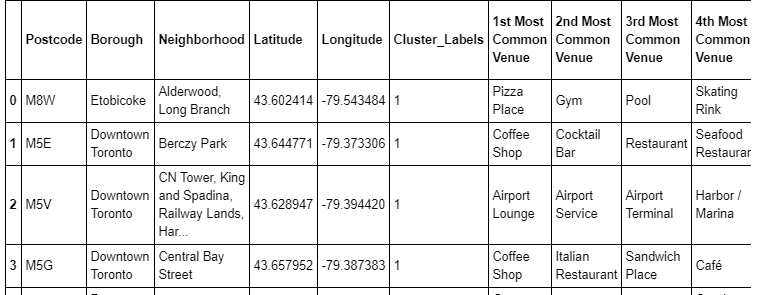 Postcode Borough Neighborhood Latitude Longitude Cluster_Labels 1st Most Common Venue 2nd Most Common Venue 3rd Most Common Venue 4th Most Common Venue
0 M8W Etobicoke Alderwood, Long Branch 43.602414 -79.543484 1 Pizza Place Gym Pool Skating Rink
1 M5E Downtown Toronto Berczy Park 43.644771 -79.373306 1 Coffee Shop Cocktail Bar Restaurant Seafood Restaurar
2 M5V Downtown Toronto CN Tower, King and Spadina, Railway Lands, Har... 43.628947 -79.394420 1 Airport Lounge Airport Service Airport Terminal Harbor / Marina
3 M5G Downtown Toronto Central Bay Street 43.657952 -79.387383 1 Coffee Shop Italian Restaurant Sandwich Place Café